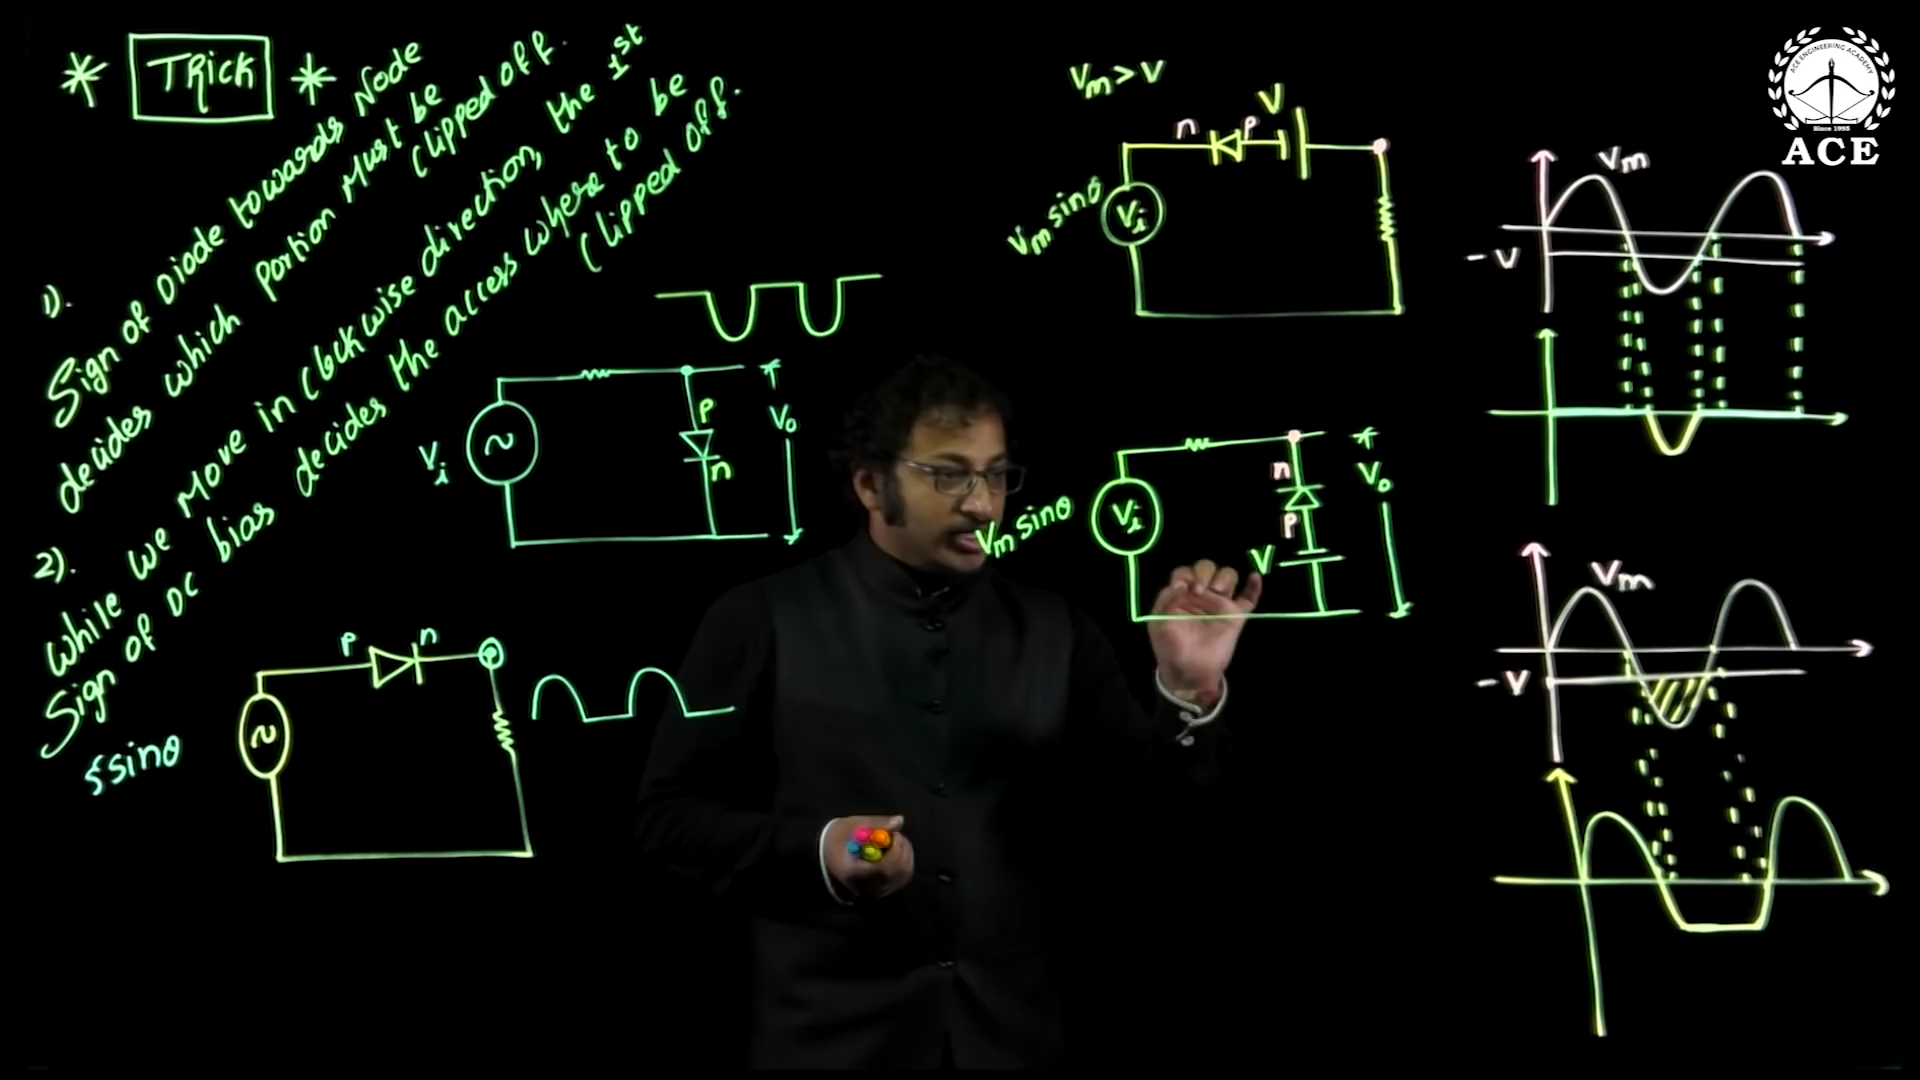 * TRICK *
1).
Sign of Diode towards Node
decides which portion must be
clipped off.
2).
While we move in clockwise direction, the 1st
Sign of DC bias decides the access where to be
clipped off.
Vi
p
n
Vo
5sinθ
p
n
p
Vm > V
n
p
V
Vm sinθ
Vi
Vm sinθ
Vi
n
p
V
Vo
Vm
-V
Vm
-V
ACE ENGINEERING ACADEMY
Since 1995
ACE